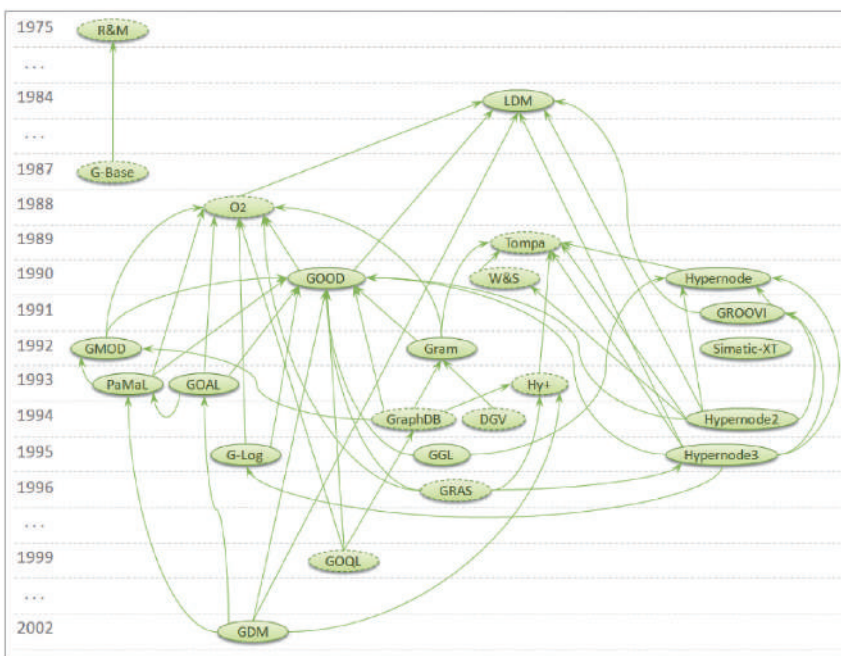 1975 R&M
...
1984 LDM
...
1987 G-Base
1988 O2
1989 Tompa
1990 GOOD W&S Hypernode
1991 GROOVI
1992 GMOD Gram Simatic-XT
1993 PaMaL GOAL Hy+
1994 GraphDB DGV Hypernode2
1995 G-Log GGL Hypernode3
1996 GRAS
...
1999 GOQL
...
2002 GDM